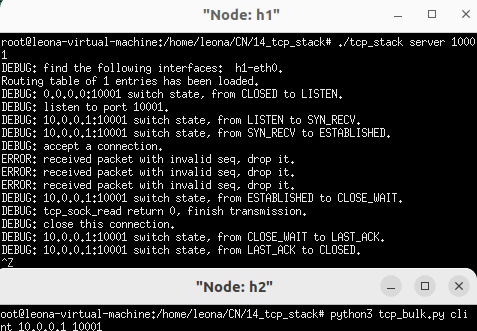 "Node: h1"
root@leona-virtual-machine:/home/leona/CN/14_tcp_stack# ./tcp_stack server 1000
1
DEBUG: find the following interfaces:  h1-eth0.
Routing table of 1 entries has been loaded.
DEBUG: 0.0.0.0:10001 switch state, from CLOSED to LISTEN.
DEBUG: listen to port 10001.
DEBUG: 10.0.0.1:10001 switch state, from LISTEN to SYN_RECV.
DEBUG: 10.0.0.1:10001 switch state, from SYN_RECV to ESTABLISHED.
DEBUG: accept a connection.
ERROR: received packet with invalid seq, drop it.
ERROR: received packet with invalid seq, drop it.
ERROR: received packet with invalid seq, drop it.
DEBUG: 10.0.0.1:10001 switch state, from ESTABLISHED to CLOSE_WAIT.
DEBUG: tcp_sock_read return 0, finish transmission.
DEBUG: close this connection.
DEBUG: 10.0.0.1:10001 switch state, from CLOSE_WAIT to LAST_ACK.
DEBUG: 10.0.0.1:10001 switch state, from LAST_ACK to CLOSED.
^Z
"Node: h2"
root@leona-virtual-machine:/home/leona/CN/14_tcp_stack# python3 tcp_bulk.py cli
nt 10.0.0.1 10001